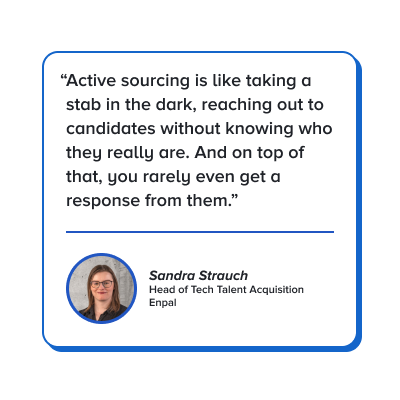 “Active sourcing is like taking a
stab in the dark, reaching out to
candidates without knowing who
they really are. And on top of
that, you rarely even get a
response from them.”
Sandra Strauch
Head of Tech Talent Acquisition
Enpal